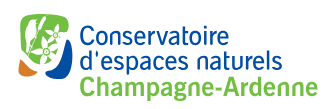 Conservatoire
d'espaces naturels
Champagne-Ardenne